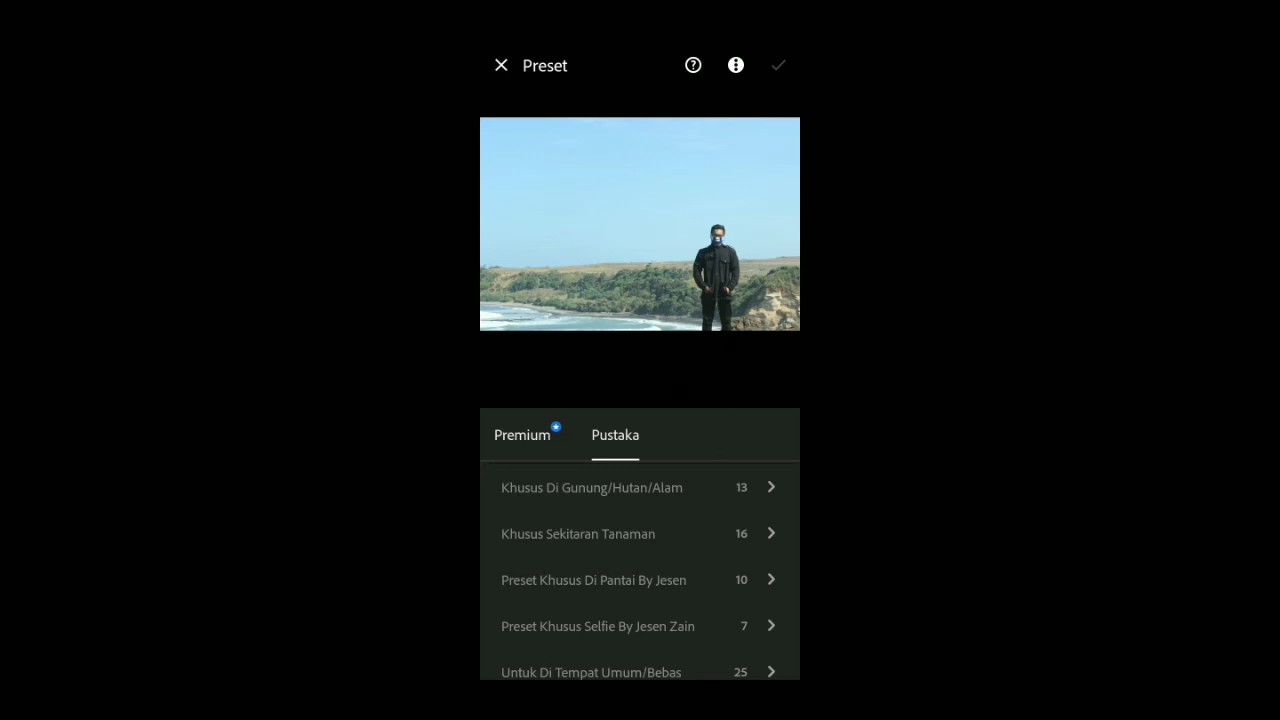 Preset
Premium Pustaka
Khusus Di Gunung/Hutan/Alam 13
Khusus Sekitaran Tanaman 16
Preset Khusus Di Pantai By Jesen 10
Preset Khusus Selfie By Jesen Zain 7
Untuk Di Tempat Umum/Bebas 25